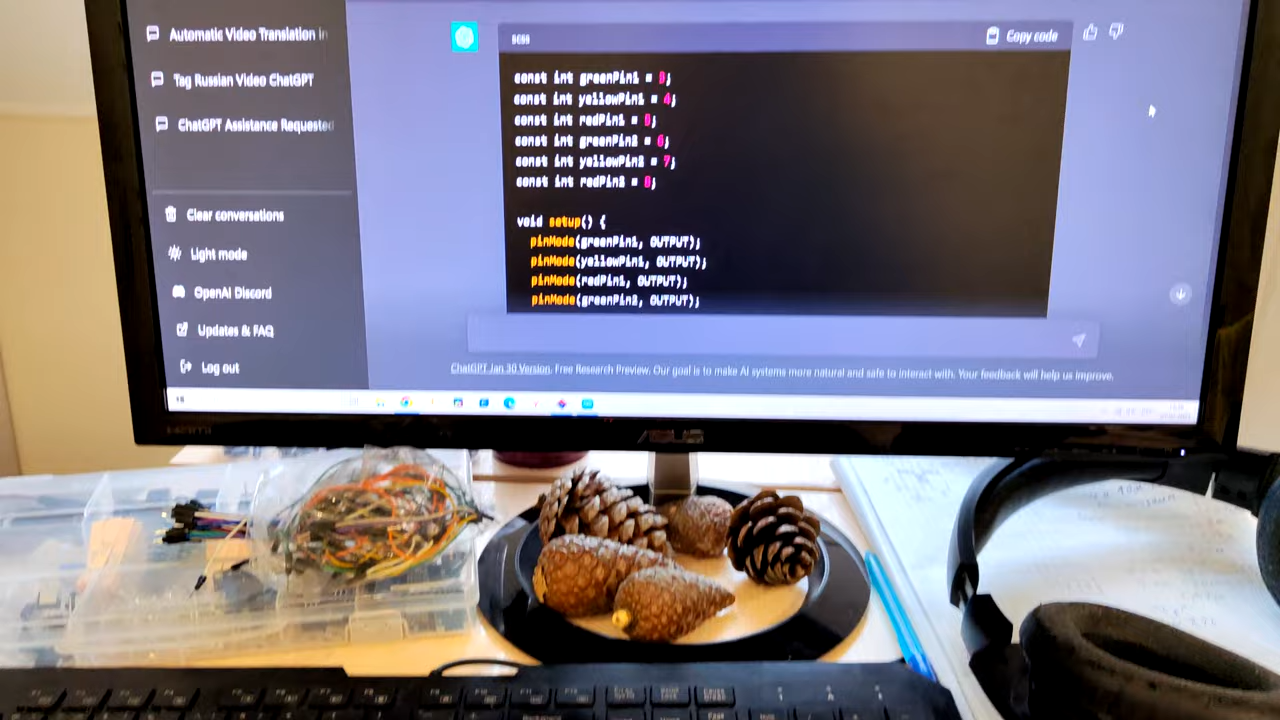 Automatic Video Translation in
Tag Russian Video ChatGPT
ChatGPT Assistance Requested
Clear conversations
Light mode
OpenAI Discord
Updates & FAQ
Log out
Copy code
const int greenPin1 = ;
const int yellowPin1 = 4;
const int redPin1 = ;
const int greenPin2 = 6;
const int yellowPin2 = 7;
const int redPin2 = ;
void setup() {
pinMode(greenPin1, OUTPUT);
pinMode(yellowPin1, OUTPUT);
pinMode(redPin1, OUTPUT);
pinMode(greenPin2, OUTPUT);
ChatGPT Jan 30 Version. Free Research Preview. Our goal is to make AI systems more natural and safe to interact with. Your feedback will help us improve.
HDMI
ASUS